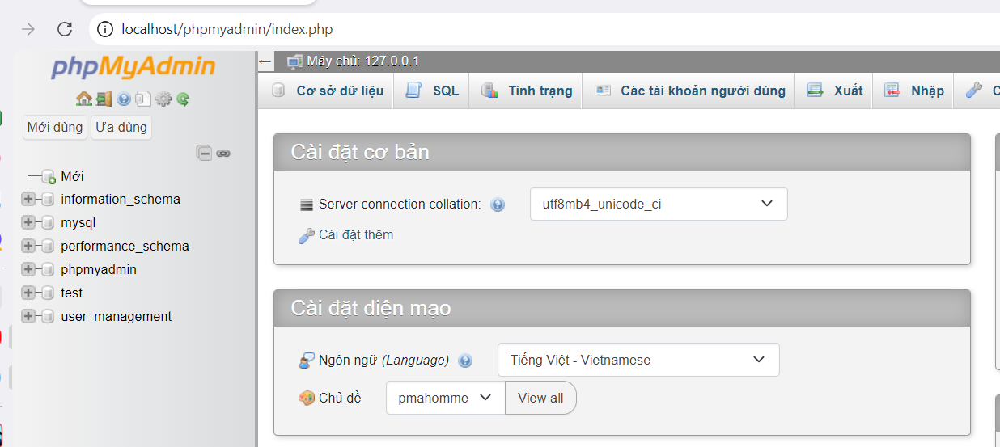 localhost/phpmyadmin/index.php
phpMyAdmin
Mới dùng Ưa dùng
Mới
information_schema
mysql
performance_schema
phpmyadmin
test
user_management
Máy chủ: 127.0.0.1
Cơ sở dữ liệu SQL Tình trạng Các tài khoản người dùng Xuất Nhập
Cài đặt cơ bản
Server connection collation: utf8mb4_unicode_ci
Cài đặt thêm
Cài đặt diện mạo
Ngôn ngữ (Language) Tiếng Việt - Vietnamese
Chủ đề pmahomme View all